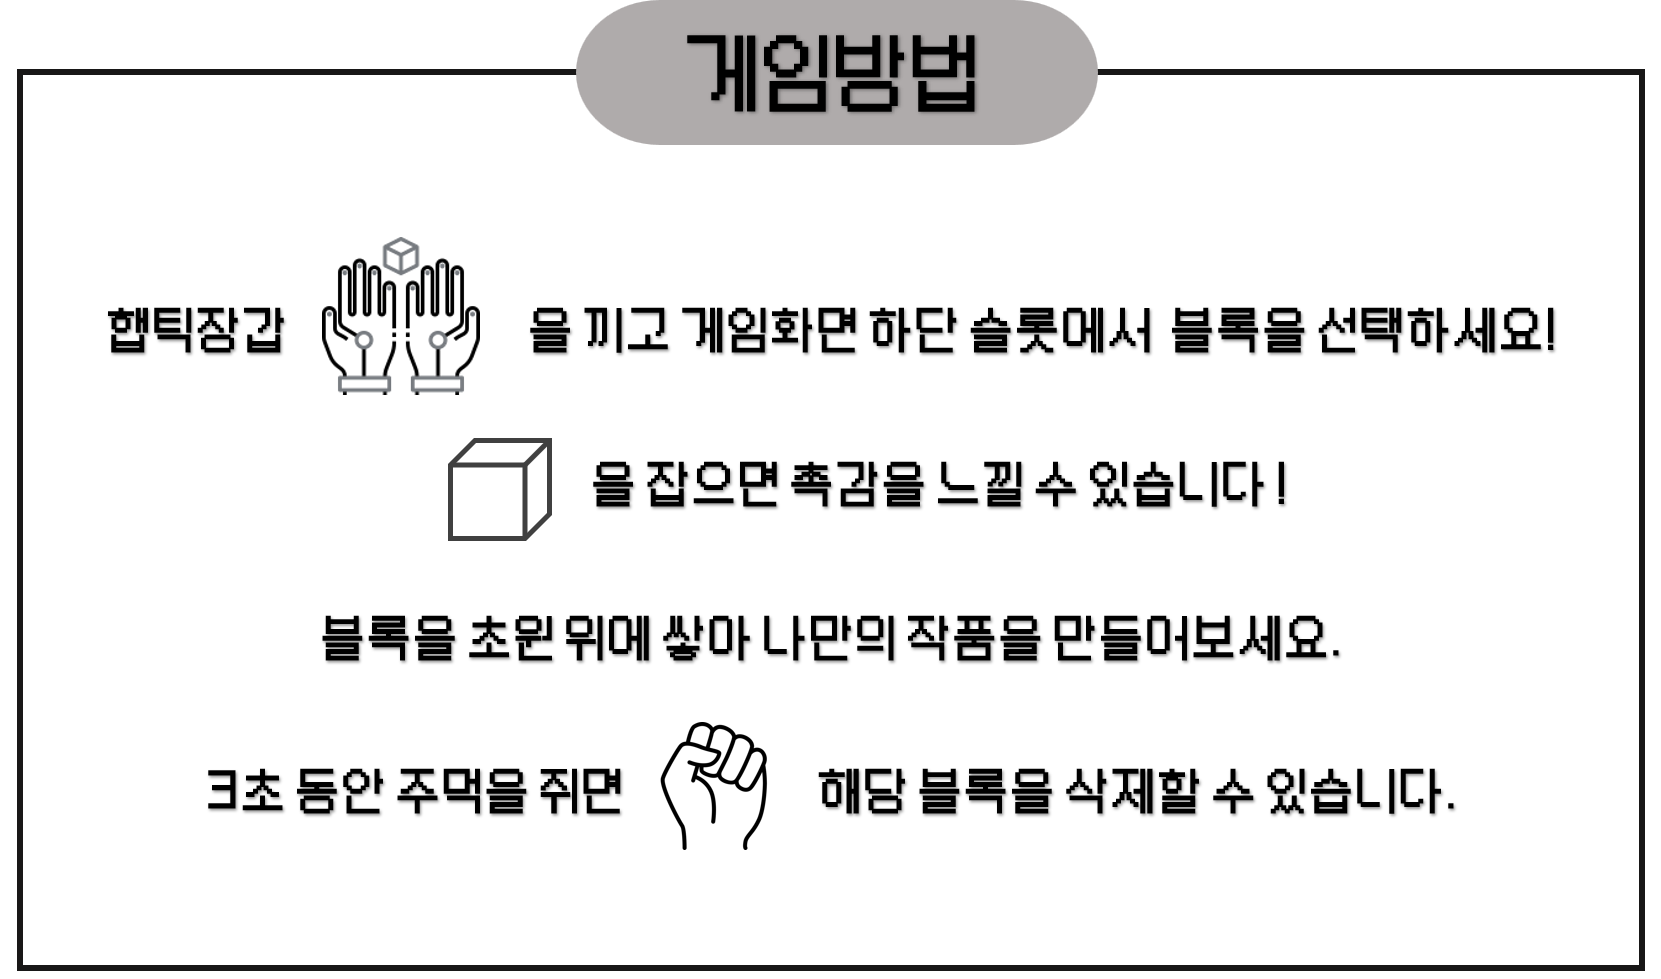 게임방법
햅틱장갑 을 끼고 게임화면 하단 슬롯에서 블록을 선택하세요!
을 잡으면 촉감을 느낄 수 있습니다!
블록을 초원 위에 쌓아 나만의 작품을 만들어보세요.
3초 동안 주먹을 쥐면 해당 블록을 삭제할 수 있습니다.